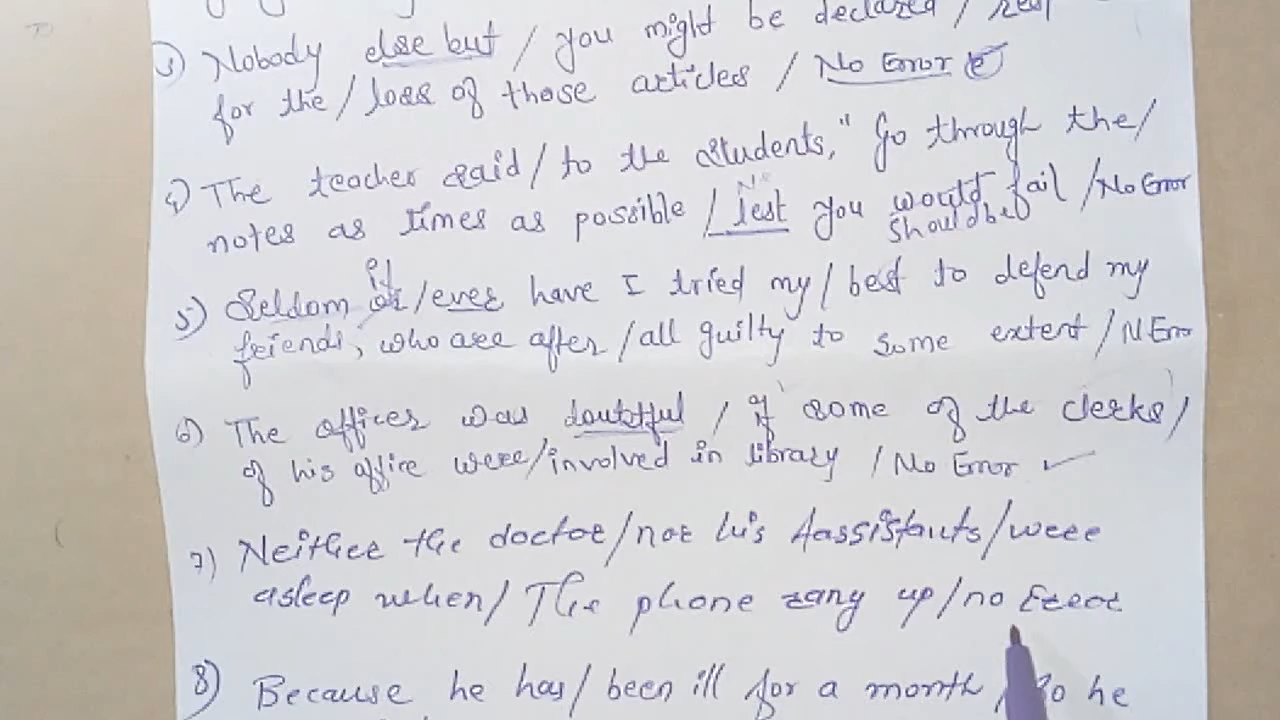 3) Nobody else but / you might be declared /
for the / loss of those articles / No Error
4) The teacher said / to the students, " Go through the /
notes as times as possible / lest you would fail / No Error
should be
if
5) Seldom or / ever have I tried my / best to defend my
friends, who are after / all guilty to some extent / N Error
6) The officer was doubtful / if some of the clerks /
of his office were / involved in library / No Error ✓
7) Neither the doctor / nor his Aassistants / were
asleep when / The phone rang up / no Error
8) Because he has / been ill for a month / so he